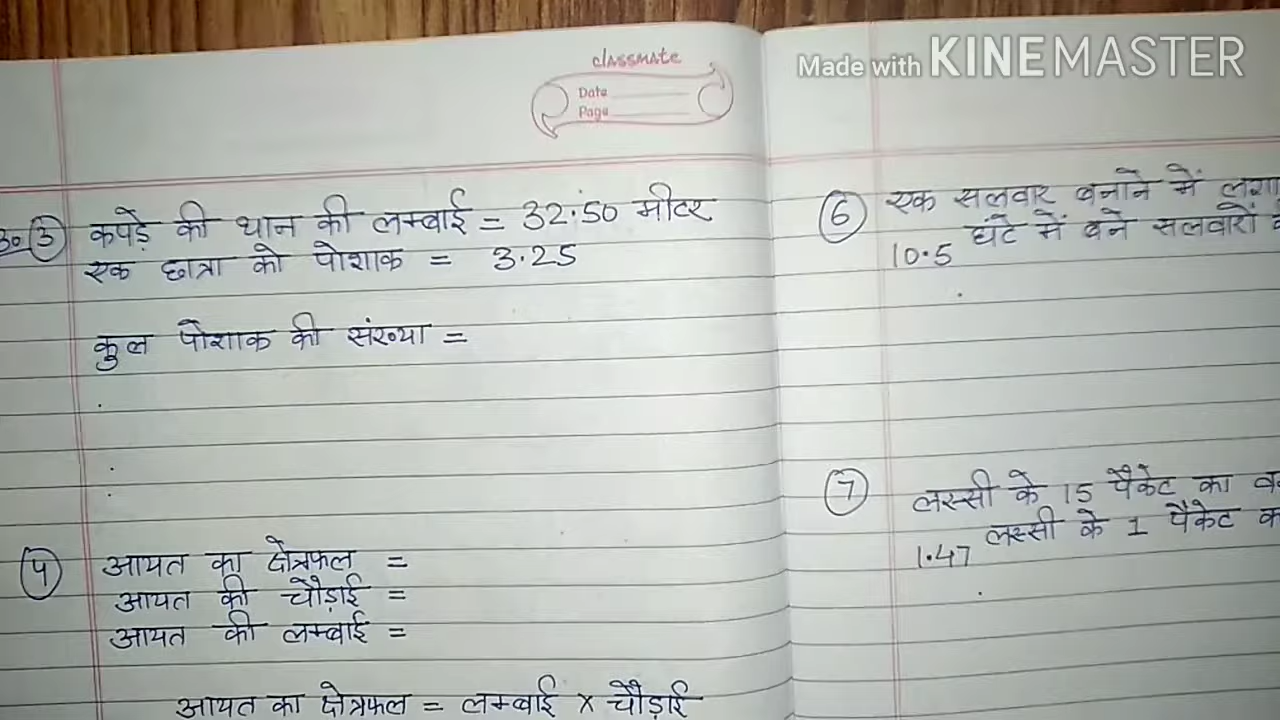 classmate
Date
Page
Made with KINEMASTER
उ० ③ कपड़े की थान की लम्बाई = 32.50 मीटर
एक छात्रा को पोशाक = 3.25
कुल पोशाक की संख्या =
④ आयत का क्षेत्रफल =
आयत की चौड़ाई =
आयत की लम्बाई =
आयत का क्षेत्रफल = लम्बाई × चौड़ाई
⑥ एक सलवार बनाने में लगा
घंटे में बने सलवारों
10.5
⑦ लस्सी के 15 पैकेट का
लस्सी के 1 पैकेट
1.47